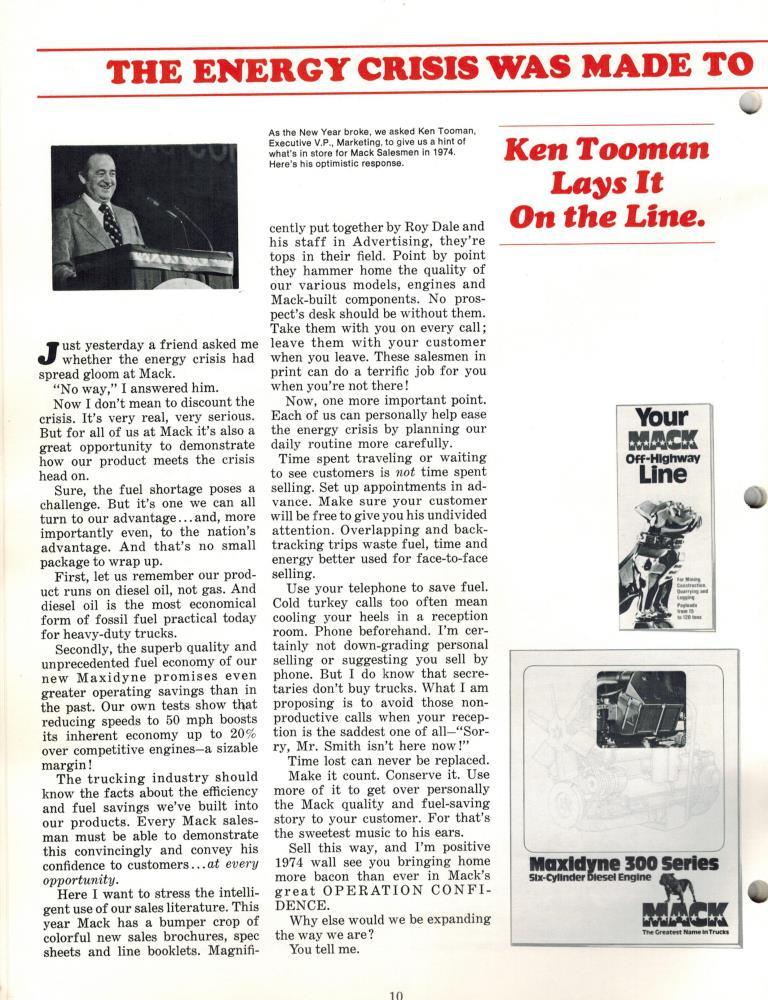 THE ENERGY CRISIS WAS MADE TO
As the New Year broke, we asked Ken Tooman,
Executive V.P., Marketing, to give us a hint of
what's in store for Mack Salesmen in 1974.
Here's his optimistic response.
Ken Tooman
Lays It
On the Line.
Just yesterday a friend asked me
whether the energy crisis had
spread gloom at Mack.
"No way," I answered him.
Now I don't mean to discount the
crisis. It's very real, very serious.
But for all of us at Mack it's also a
great opportunity to demonstrate
how our product meets the crisis
head on.
Sure, the fuel shortage poses a
challenge. But it's one we can all
turn to our advantage...and, more
importantly even, to the nation's
advantage. And that's no small
package to wrap up.
First, let us remember our prod-
uct runs on diesel oil, not gas. And
diesel oil is the most economical
form of fossil fuel practical today
for heavy-duty trucks.
Secondly, the superb quality and
unprecedented fuel economy of our
new Maxidyne promises even
greater operating savings than in
the past. Our own tests show that
reducing speeds to 50 mph boosts
its inherent economy up to 20%
over competitive engines—a sizable
margin!
The trucking industry should
know the facts about the efficiency
and fuel savings we've built into
our products. Every Mack sales-
man must be able to demonstrate
this convincingly and convey his
confidence to customers...at every
opportunity.
Here I want to stress the intelli-
gent use of our sales literature. This
year Mack has a bumper crop of
colorful new sales brochures, spec
sheets and line booklets. Magnifi-
cently put together by Roy Dale and
his staff in Advertising, they're
tops in their field. Point by point
they hammer home the quality of
our various models, engines and
Mack-built components. No pros-
pect's desk should be without them.
Take them with you on every call;
leave them with your customer
when you leave. These salesmen in
print can do a terrific job for you
when you're not there!
Now, one more important point.
Each of us can personally help ease
the energy crisis by planning our
daily routine more carefully.
Time spent traveling or waiting
to see customers is not time spent
selling. Set up appointments in ad-
vance. Make sure your customer
will be free to give you his undivided
attention. Overlapping and back-
tracking trips waste fuel, time and
energy better used for face-to-face
selling.
Use your telephone to save fuel.
Cold turkey calls too often mean
cooling your heels in a reception
room. Phone beforehand. I'm cer-
tainly not down-grading personal
selling or suggesting you sell by
phone. But I do know that secre-
taries don't buy trucks. What I am
proposing is to avoid those non-
productive calls when your recep-
tion is the saddest one of all—"Sor-
ry, Mr. Smith isn't here now!"
Time lost can never be replaced.
Make it count. Conserve it. Use
more of it to get over personally
the Mack quality and fuel-saving
story to your customer. For that's
the sweetest music to his ears.
Sell this way, and I'm positive
1974 wall see you bringing home
more bacon than ever in Mack's
great OPERATION CONFI-
DENCE.
Why else would we be expanding
the way we are?
You tell me.
Your
MACK
Off-Highway
Line
For Mining
Construction
Quarrying and
Logging
Payloads
from 15
to 120 tons
Maxidyne 300 Series
Six-Cylinder Diesel Engine
MACK
The Greatest Name in Trucks
10